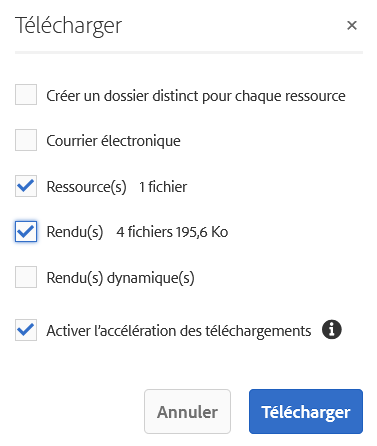 Télécharger
Créer un dossier distinct pour chaque ressource
Courrier électronique
Ressource(s) 1 fichier
Rendu(s) 4 fichiers 195,6 Ko
Rendu(s) dynamique(s)
Activer l'accélération des téléchargements
Annuler Télécharger